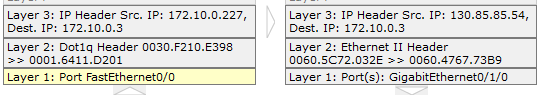 Layer 3: IP Header Src. IP: 172.10.0.227,
Dest. IP: 172.10.0.3
Layer 2: Dot1q Header 0030.F210.E398
>> 0001.6411.D201
Layer 1: Port FastEthernet0/0
Layer 3: IP Header Src. IP: 130.85.85.54,
Dest. IP: 172.10.0.3
Layer 2: Ethernet II Header
0060.5C72.032E >> 0060.4767.73B9
Layer 1: Port(s): GigabitEthernet0/1/0